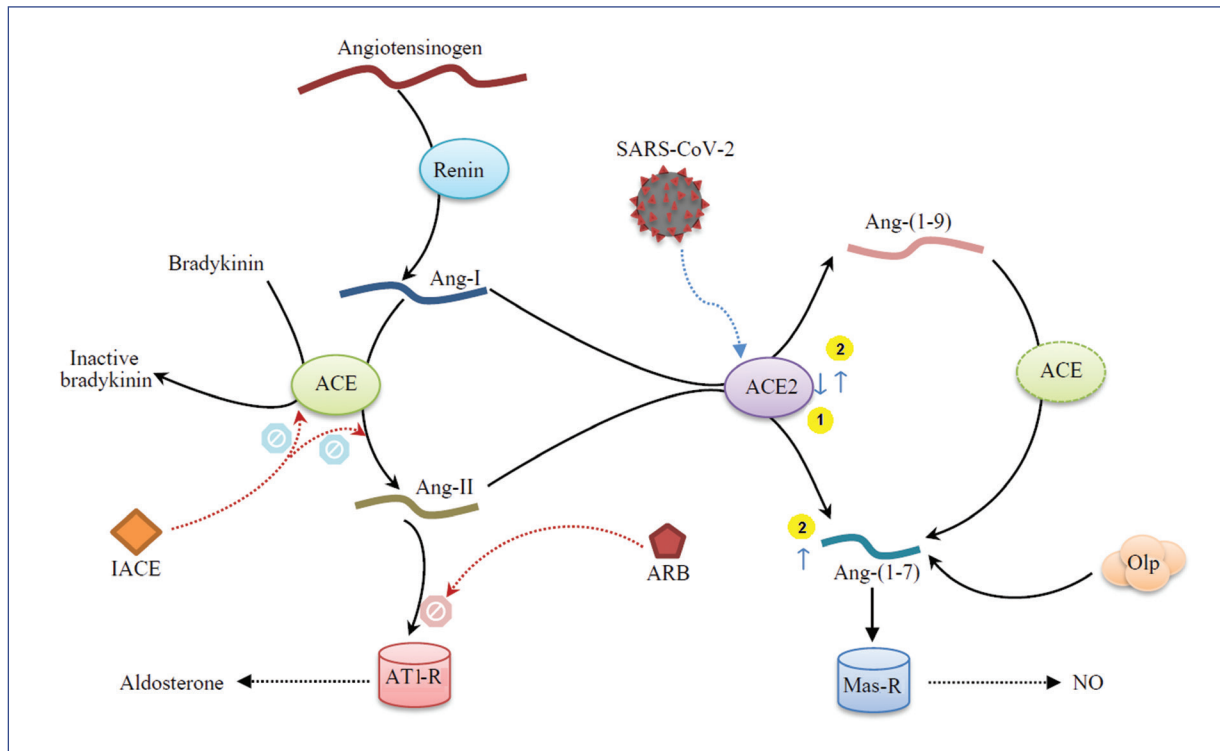 Angiotensinogen
Renin
SARS-CoV-2
Ang-(1-9)
Bradykinin
Ang-I
Inactive
bradykinin
ACE
ACE2
↓↑
2
1
ACE
Ang-II
2
↑
IACE
ARB
Ang-(1-7)
Olp
AT1-R
Aldosterone
Mas-R
NO